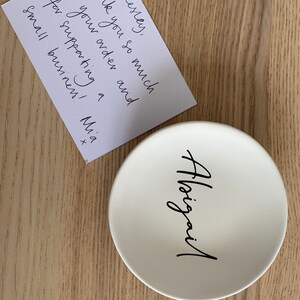 you so much
your order and
for supporting a
small business!
Mia
x
Abigail